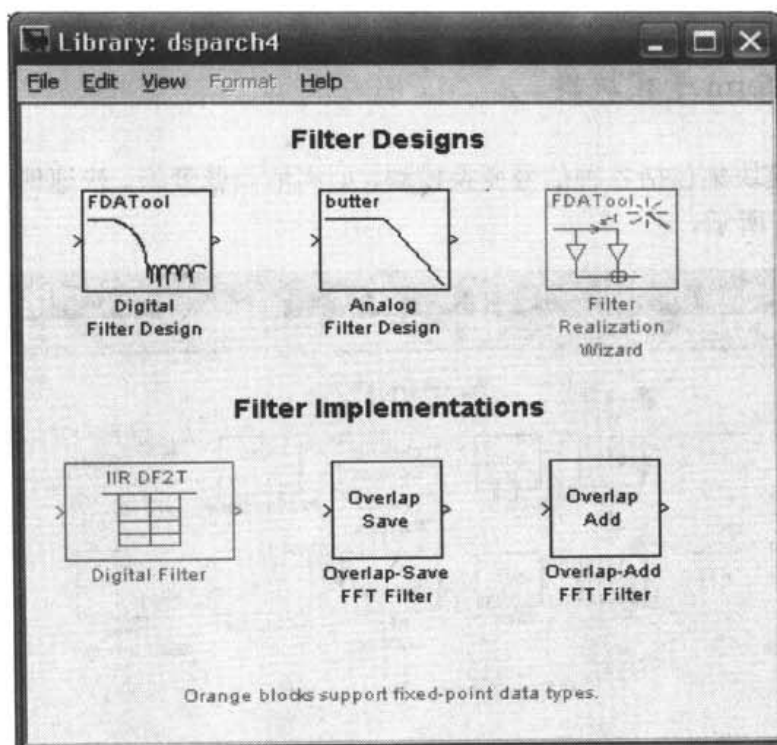 Library: dsparch4
File Edit View Format Help
Filter Designs
FDATool
butter
FDATool
Digital
Filter Design
Analog
Filter Design
Filter
Realization
Wizard
Filter Implementations
IIR DF2T
Overlap
Save
Overlap
Add
Digital Filter
Overlap-Save
FFT Filter
Overlap-Add
FFT Filter
Orange blocks support fixed-point data types.